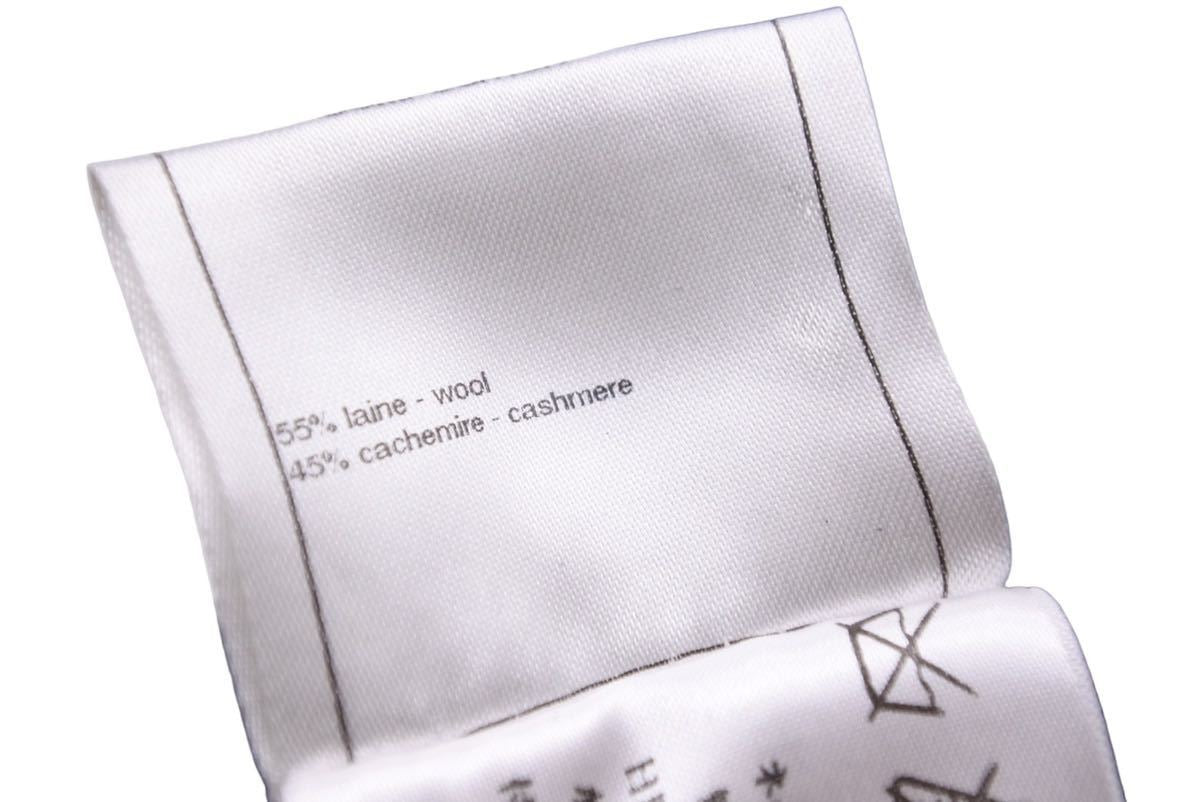 55% laine - wool
45% cachemire - cashmere